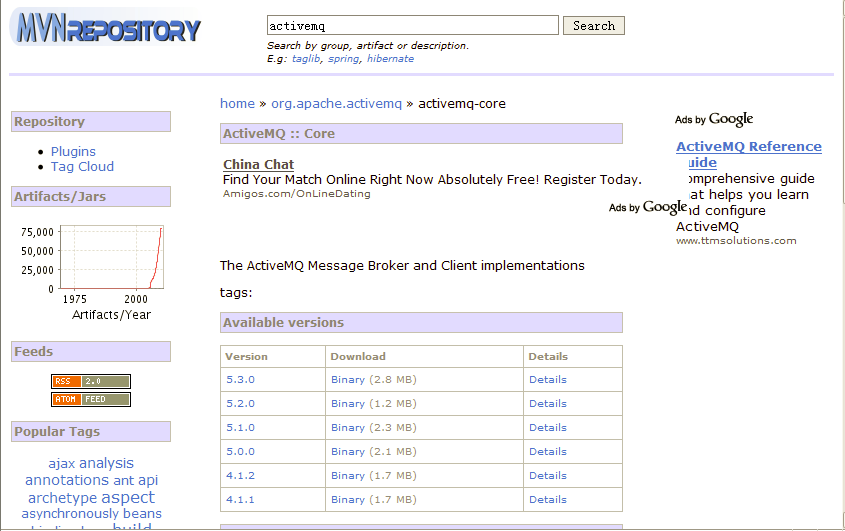 MVNREPOSITORY
activemq
Search
Search by group, artifact or description.
E.g: taglib, spring, hibernate
Repository
Plugins
Tag Cloud
Artifacts/Jars
75,000
50,000
25,000
0
1975 2000
Artifacts/Year
Feeds
RSS 2.0
ATOM FEED
Popular Tags
ajax analysis
annotations ant api
archetype aspect
asynchronously beans
build
home » org.apache.activemq » activemq-core
ActiveMQ :: Core
China Chat
Find Your Match Online Right Now Absolutely Free! Register Today.
Amigos.com/OnLineDating
Ads by Google
The ActiveMQ Message Broker and Client implementations
tags:
Available versions
Version Download Details
5.3.0 Binary (2.8 MB) Details
5.2.0 Binary (1.2 MB) Details
5.1.0 Binary (2.3 MB) Details
5.0.0 Binary (2.1 MB) Details
4.1.2 Binary (1.7 MB) Details
4.1.1 Binary (1.7 MB) Details
Ads by Google
ActiveMQ Reference
uide
omprehensive guide
at helps you learn
nd configure
ActiveMQ
www.ttmsolutions.com